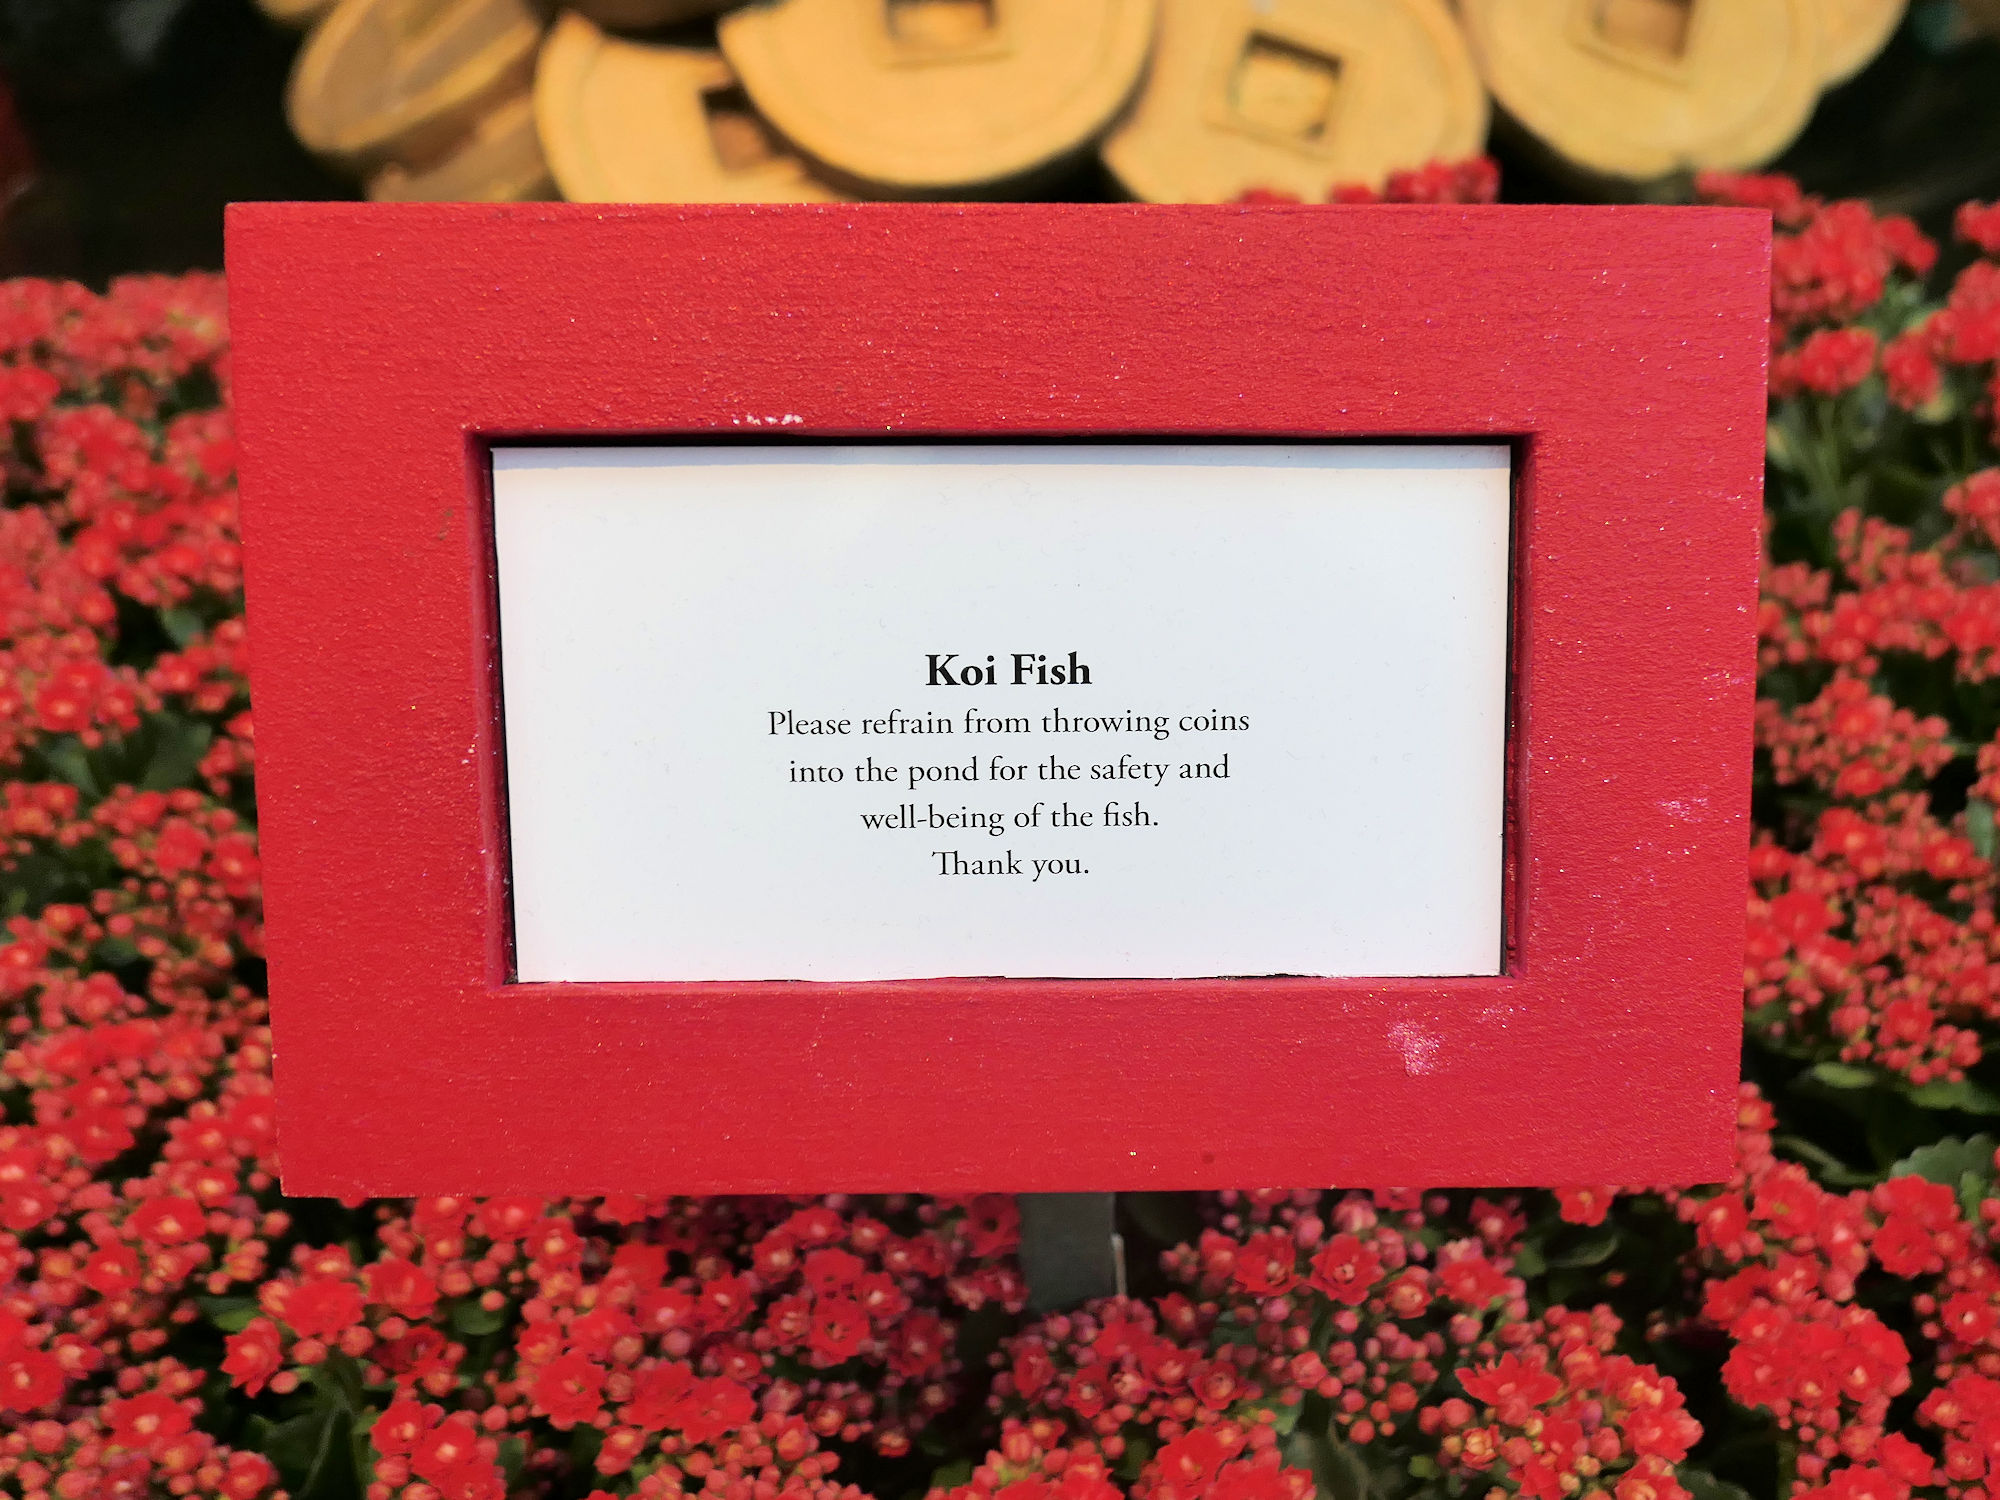 Koi Fish
Please refrain from throwing coins
into the pond for the safety and
well-being of the fish.
Thank you.